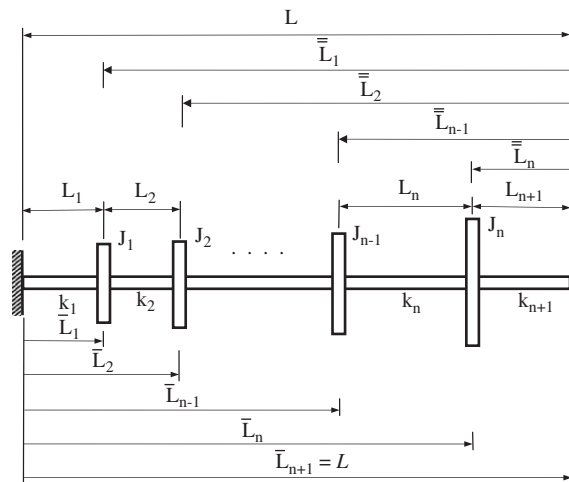 L
L̿₁
L̿₂
L̿ₙ₋₁
L̿ₙ
L₁ L₂ Lₙ Lₙ₊₁
J₁ J₂ . . . . Jₙ₋₁ Jₙ
k₁ k₂ kₙ kₙ₊₁
L̅₁
L̅₂
L̅ₙ₋₁
L̅ₙ
L̅ₙ₊₁ = L